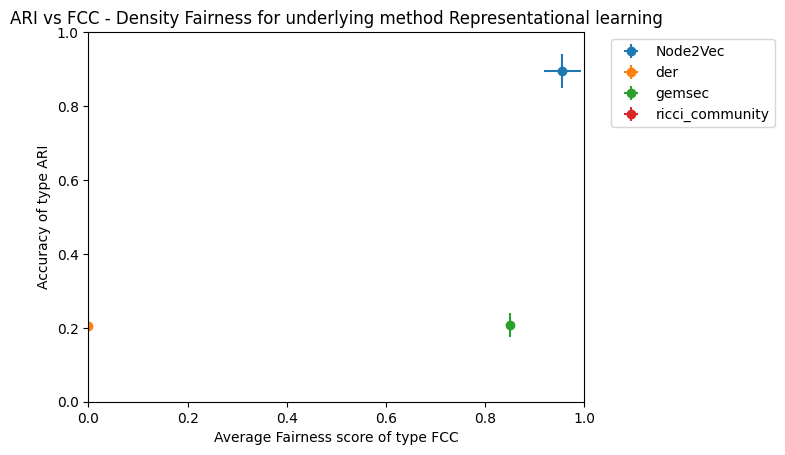 ARI vs FCC - Density Fairness for underlying method Representational learning
1.0
0.8
0.6
0.4
0.2
0.0
Accuracy of type ARI
0.0 0.2 0.4 0.6 0.8 1.0
Average Fairness score of type FCC
Node2Vec
der
gemsec
ricci_community